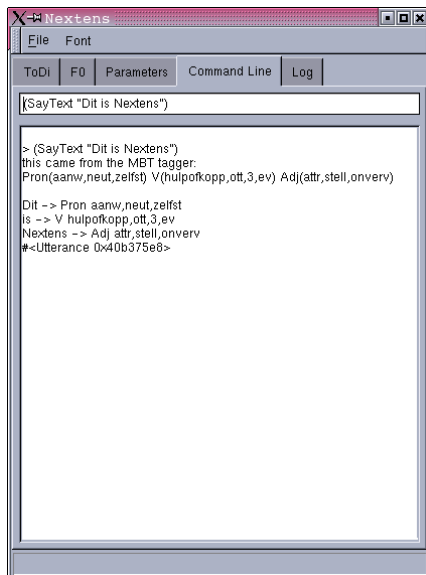 Nextens
File Font
ToDi F0 Parameters Command Line Log
(SayText "Dit is Nextens")
> (SayText "Dit is Nextens")
this came from the MBT tagger:
Pron(aanw,neut,zelfst) V(hulpofkopp,ott,3,ev) Adj(attr,stell,onverv)
Dit -> Pron aanw,neut,zelfst
is -> V hulpofkopp,ott,3,ev
Nextens -> Adj attr,stell,onverv
#<Utterance 0x40b375e8>